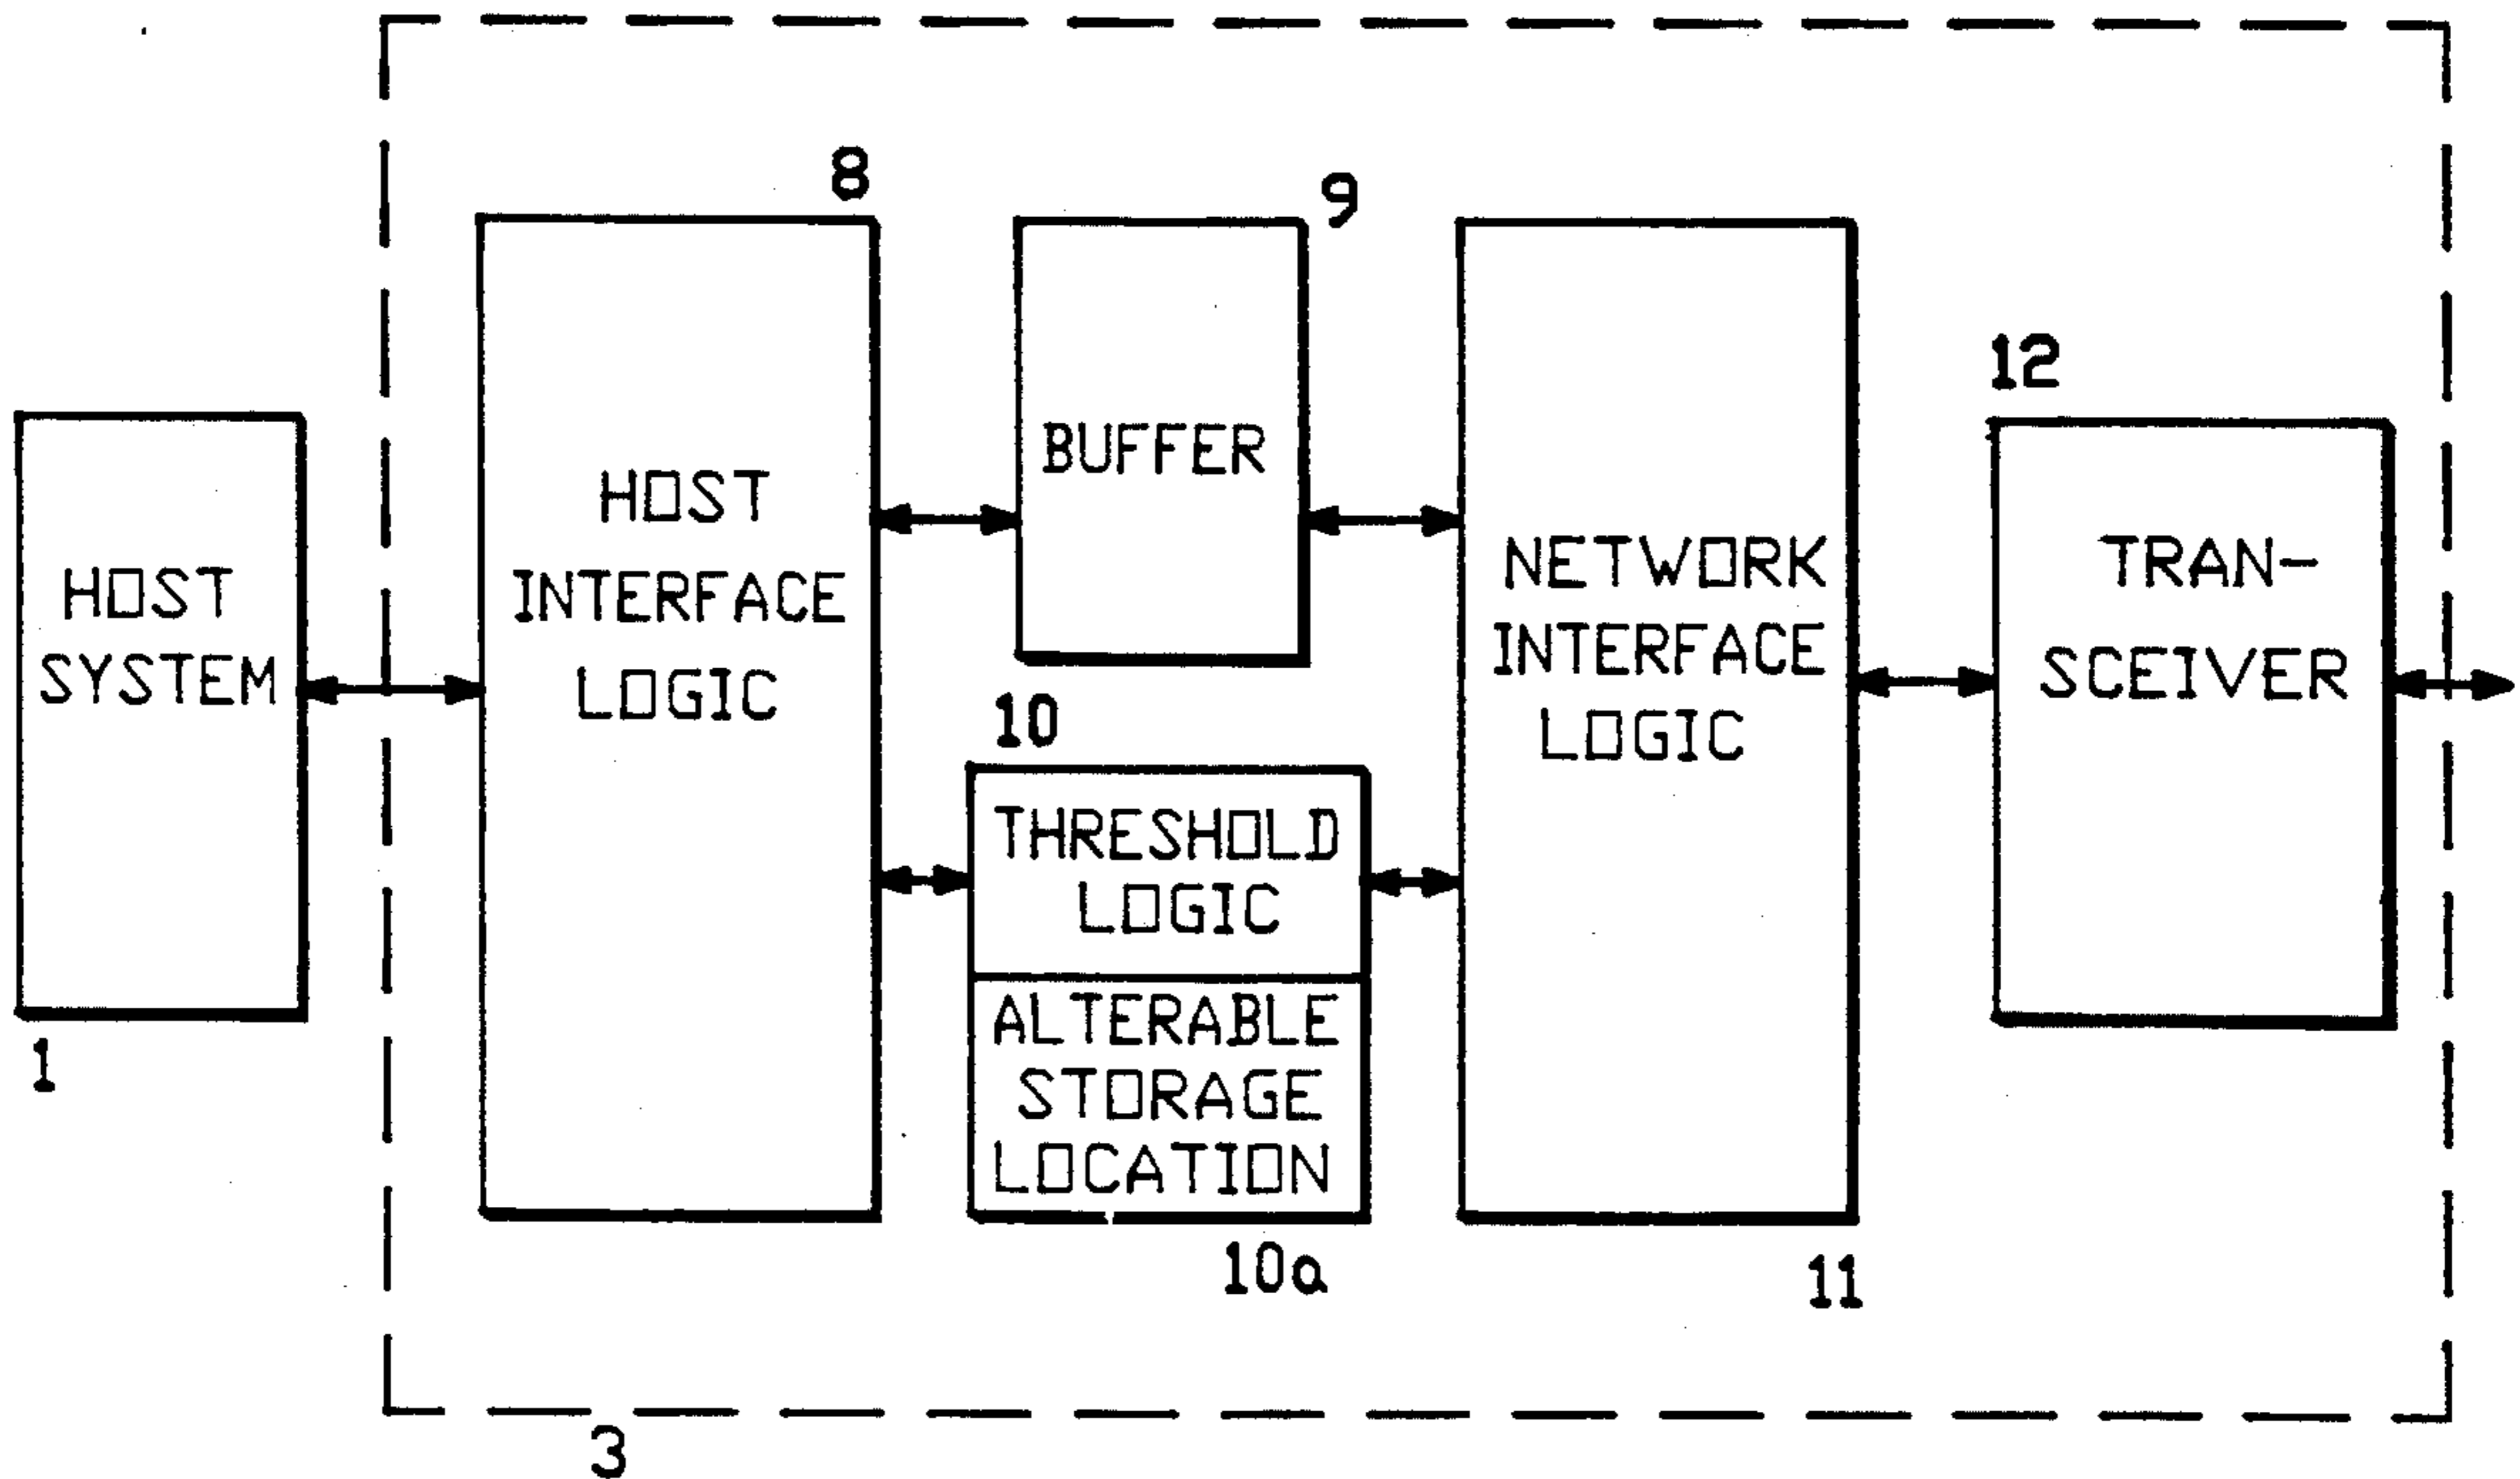 HOST
SYSTEM
1
8
HOST
INTERFACE
LOGIC
9
BUFFER
10
THRESHOLD
LOGIC
ALTERABLE
STORAGE
LOCATION
10a
NETWORK
INTERFACE
LOGIC
11
12
TRAN-
SCEIVER
3